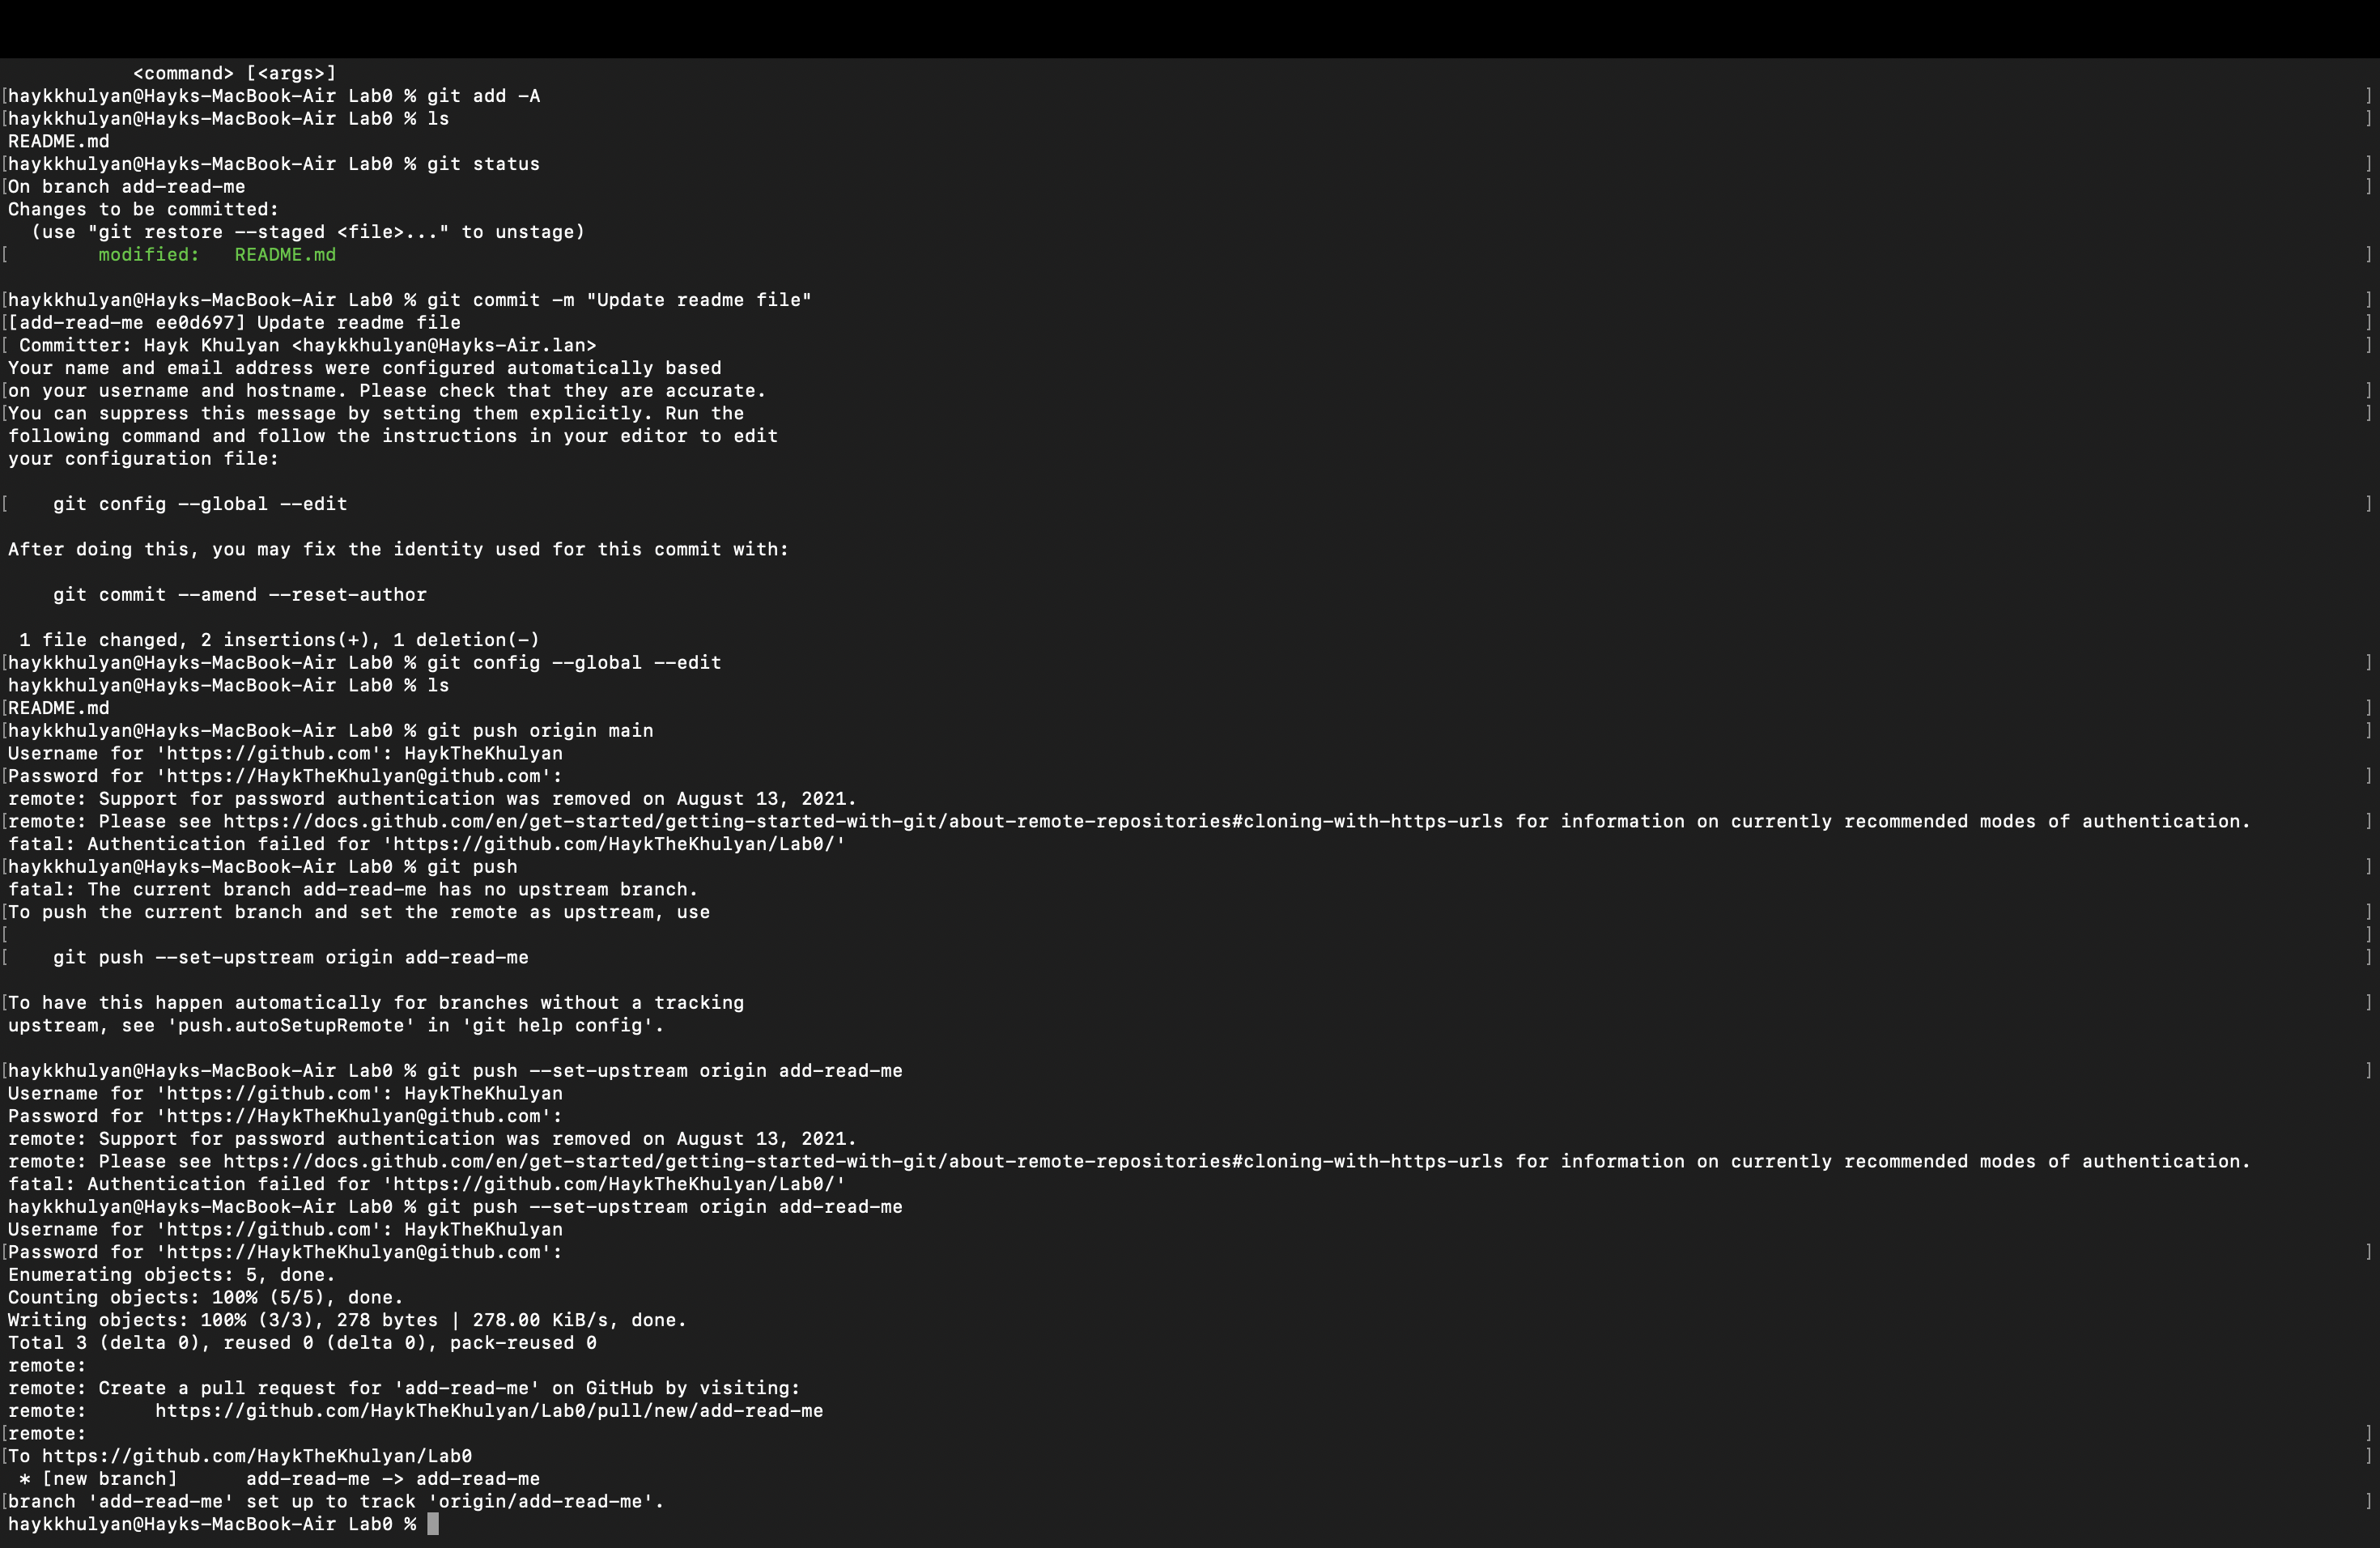 <command> [<args>]
[haykkhulyan@Hayks-MacBook-Air Lab0 % git add -A ]
[haykkhulyan@Hayks-MacBook-Air Lab0 % ls ]
README.md
[haykkhulyan@Hayks-MacBook-Air Lab0 % git status ]
[On branch add-read-me ]
Changes to be committed:
(use "git restore --staged <file>..." to unstage)
[ modified: README.md ]
[haykkhulyan@Hayks-MacBook-Air Lab0 % git commit -m "Update readme file" ]
[[add-read-me ee0d697] Update readme file ]
[ Committer: Hayk Khulyan <haykkhulyan@Hayks-Air.lan> ]
Your name and email address were configured automatically based
[on your username and hostname. Please check that they are accurate. ]
[You can suppress this message by setting them explicitly. Run the ]
following command and follow the instructions in your editor to edit
your configuration file:
[ git config --global --edit ]
After doing this, you may fix the identity used for this commit with:
git commit --amend --reset-author
1 file changed, 2 insertions(+), 1 deletion(-)
[haykkhulyan@Hayks-MacBook-Air Lab0 % git config --global --edit ]
haykkhulyan@Hayks-MacBook-Air Lab0 % ls
[README.md ]
[haykkhulyan@Hayks-MacBook-Air Lab0 % git push origin main ]
Username for 'https://github.com': HaykTheKhulyan
[Password for 'https://HaykTheKhulyan@github.com': ]
remote: Support for password authentication was removed on August 13, 2021.
[remote: Please see https://docs.github.com/en/get-started/getting-started-with-git/about-remote-repositories#cloning-with-https-urls for information on currently recommended modes of authentication. ]
fatal: Authentication failed for 'https://github.com/HaykTheKhulyan/Lab0/'
[haykkhulyan@Hayks-MacBook-Air Lab0 % git push ]
fatal: The current branch add-read-me has no upstream branch.
[To push the current branch and set the remote as upstream, use ]
[ ]
[ git push --set-upstream origin add-read-me ]
[To have this happen automatically for branches without a tracking ]
upstream, see 'push.autoSetupRemote' in 'git help config'.
[haykkhulyan@Hayks-MacBook-Air Lab0 % git push --set-upstream origin add-read-me ]
Username for 'https://github.com': HaykTheKhulyan
Password for 'https://HaykTheKhulyan@github.com':
remote: Support for password authentication was removed on August 13, 2021.
remote: Please see https://docs.github.com/en/get-started/getting-started-with-git/about-remote-repositories#cloning-with-https-urls for information on currently recommended modes of authentication.
fatal: Authentication failed for 'https://github.com/HaykTheKhulyan/Lab0/'
haykkhulyan@Hayks-MacBook-Air Lab0 % git push --set-upstream origin add-read-me
Username for 'https://github.com': HaykTheKhulyan
[Password for 'https://HaykTheKhulyan@github.com': ]
Enumerating objects: 5, done.
Counting objects: 100% (5/5), done.
Writing objects: 100% (3/3), 278 bytes | 278.00 KiB/s, done.
Total 3 (delta 0), reused 0 (delta 0), pack-reused 0
remote:
remote: Create a pull request for 'add-read-me' on GitHub by visiting:
remote: https://github.com/HaykTheKhulyan/Lab0/pull/new/add-read-me
[remote: ]
[To https://github.com/HaykTheKhulyan/Lab0 ]
* [new branch] add-read-me -> add-read-me
[branch 'add-read-me' set up to track 'origin/add-read-me'. ]
haykkhulyan@Hayks-MacBook-Air Lab0 %